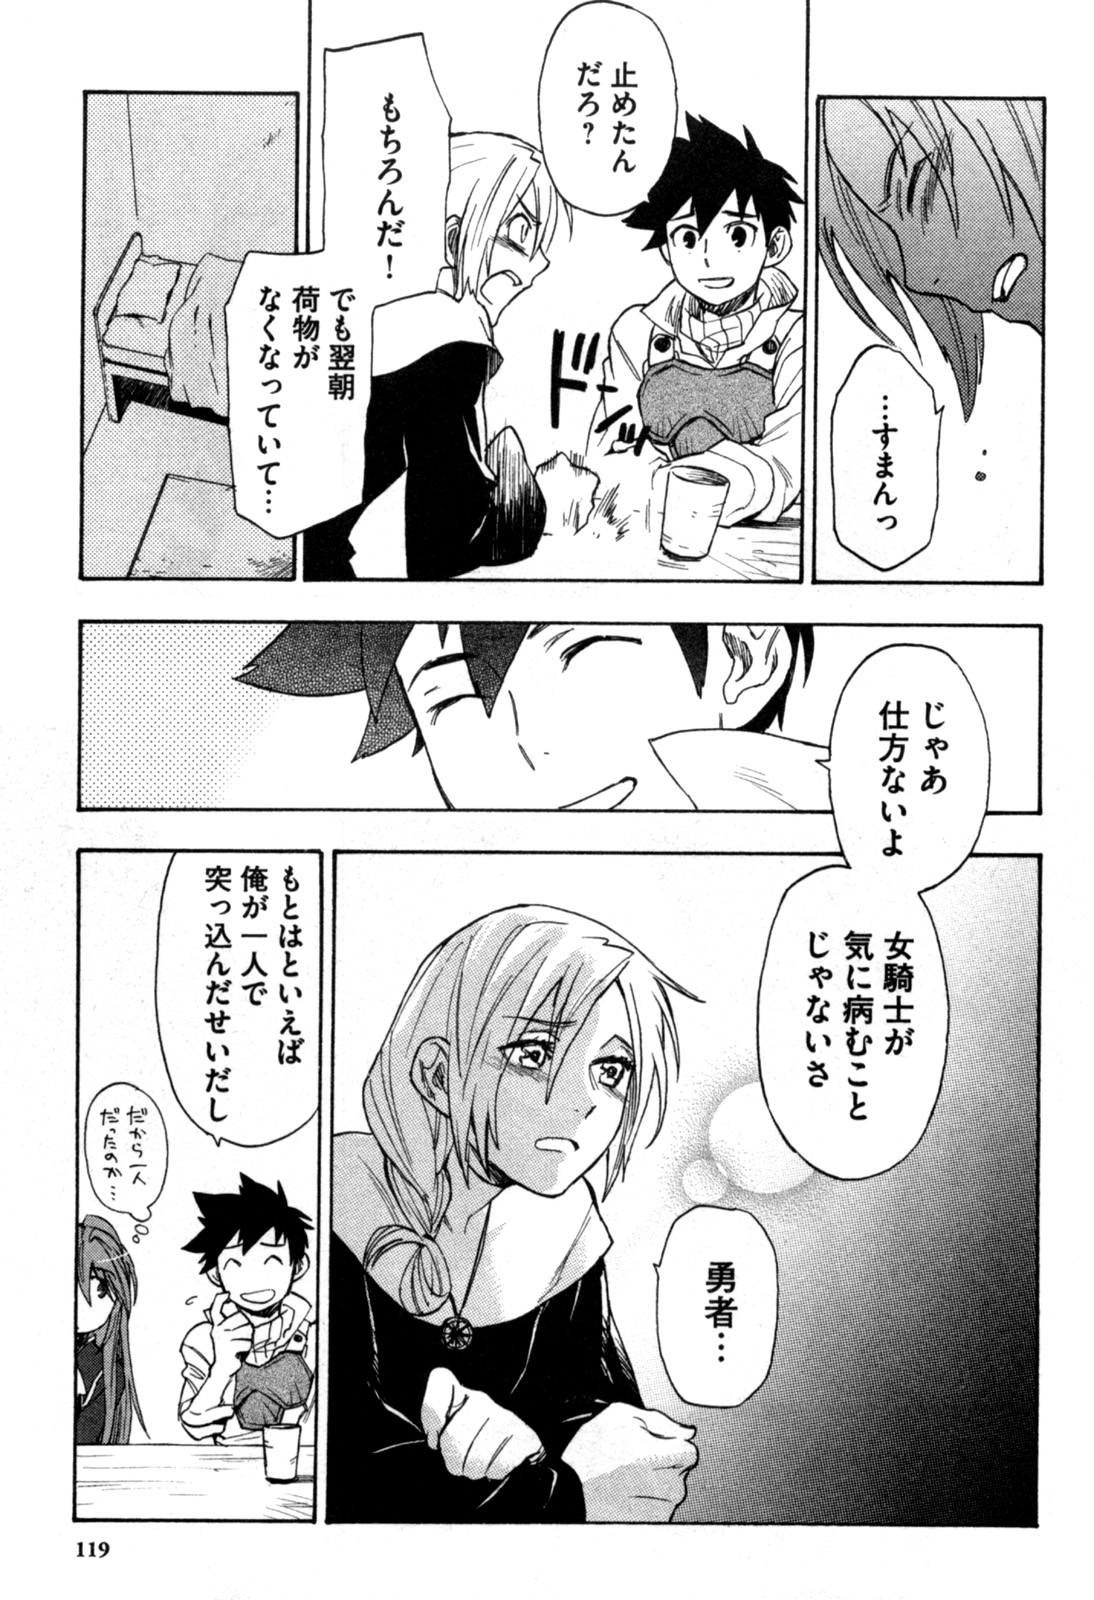 …すまんっ
止めたん
だろ?
もちろんだ!
でも翌朝
荷物が
なくなっていて…
ドン
じゃあ
仕方ないよ
女騎士が
気に病むこと
じゃないさ
勇者…
もとはといえば
俺が一人で
突っ込んだせいだし
だから一人
だったのか…
119